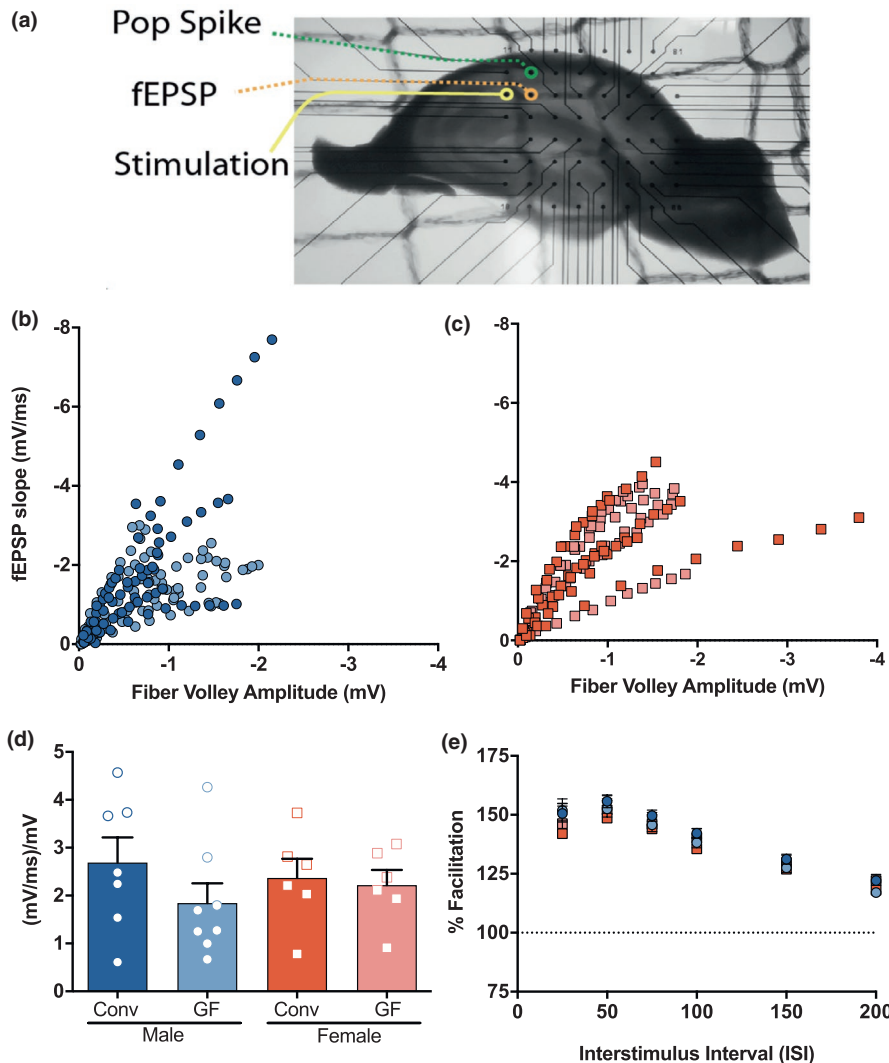 (a)
Pop Spike
fEPSP
Stimulation
(b)
-8
-6
-4
-2
0
fEPSP slope (mV/ms)
0 -1 -2 -3 -4
Fiber Volley Amplitude (mV)
(c)
-8
-6
-4
-2
0
0 -1 -2 -3 -4
Fiber Volley Amplitude (mV)
(d)
5
4
3
2
1
0
(mV/ms)/mV
Conv GF Conv GF
Male Female
(e)
175
150
125
100
75
% Facilitation
0 50 100 150 200
Interstimulus Interval (ISI)